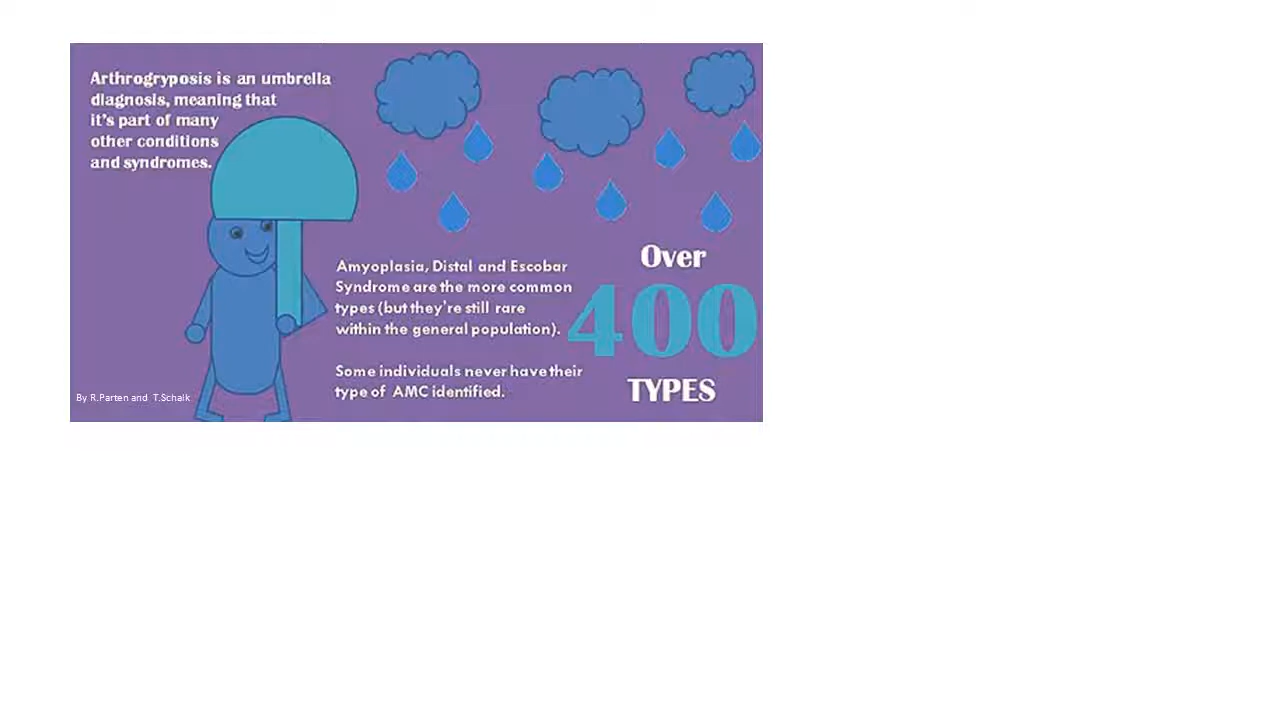 Arthrogryposis is an umbrella
diagnosis, meaning that
it's part of many
other conditions
and syndromes.
Amyoplasia, Distal and Escobar
Syndrome are the more common
types (but they're still rare
within the general population).
Some individuals never have their
type of AMC identified.
Over
400
TYPES
By R.Parten and T.Schalk